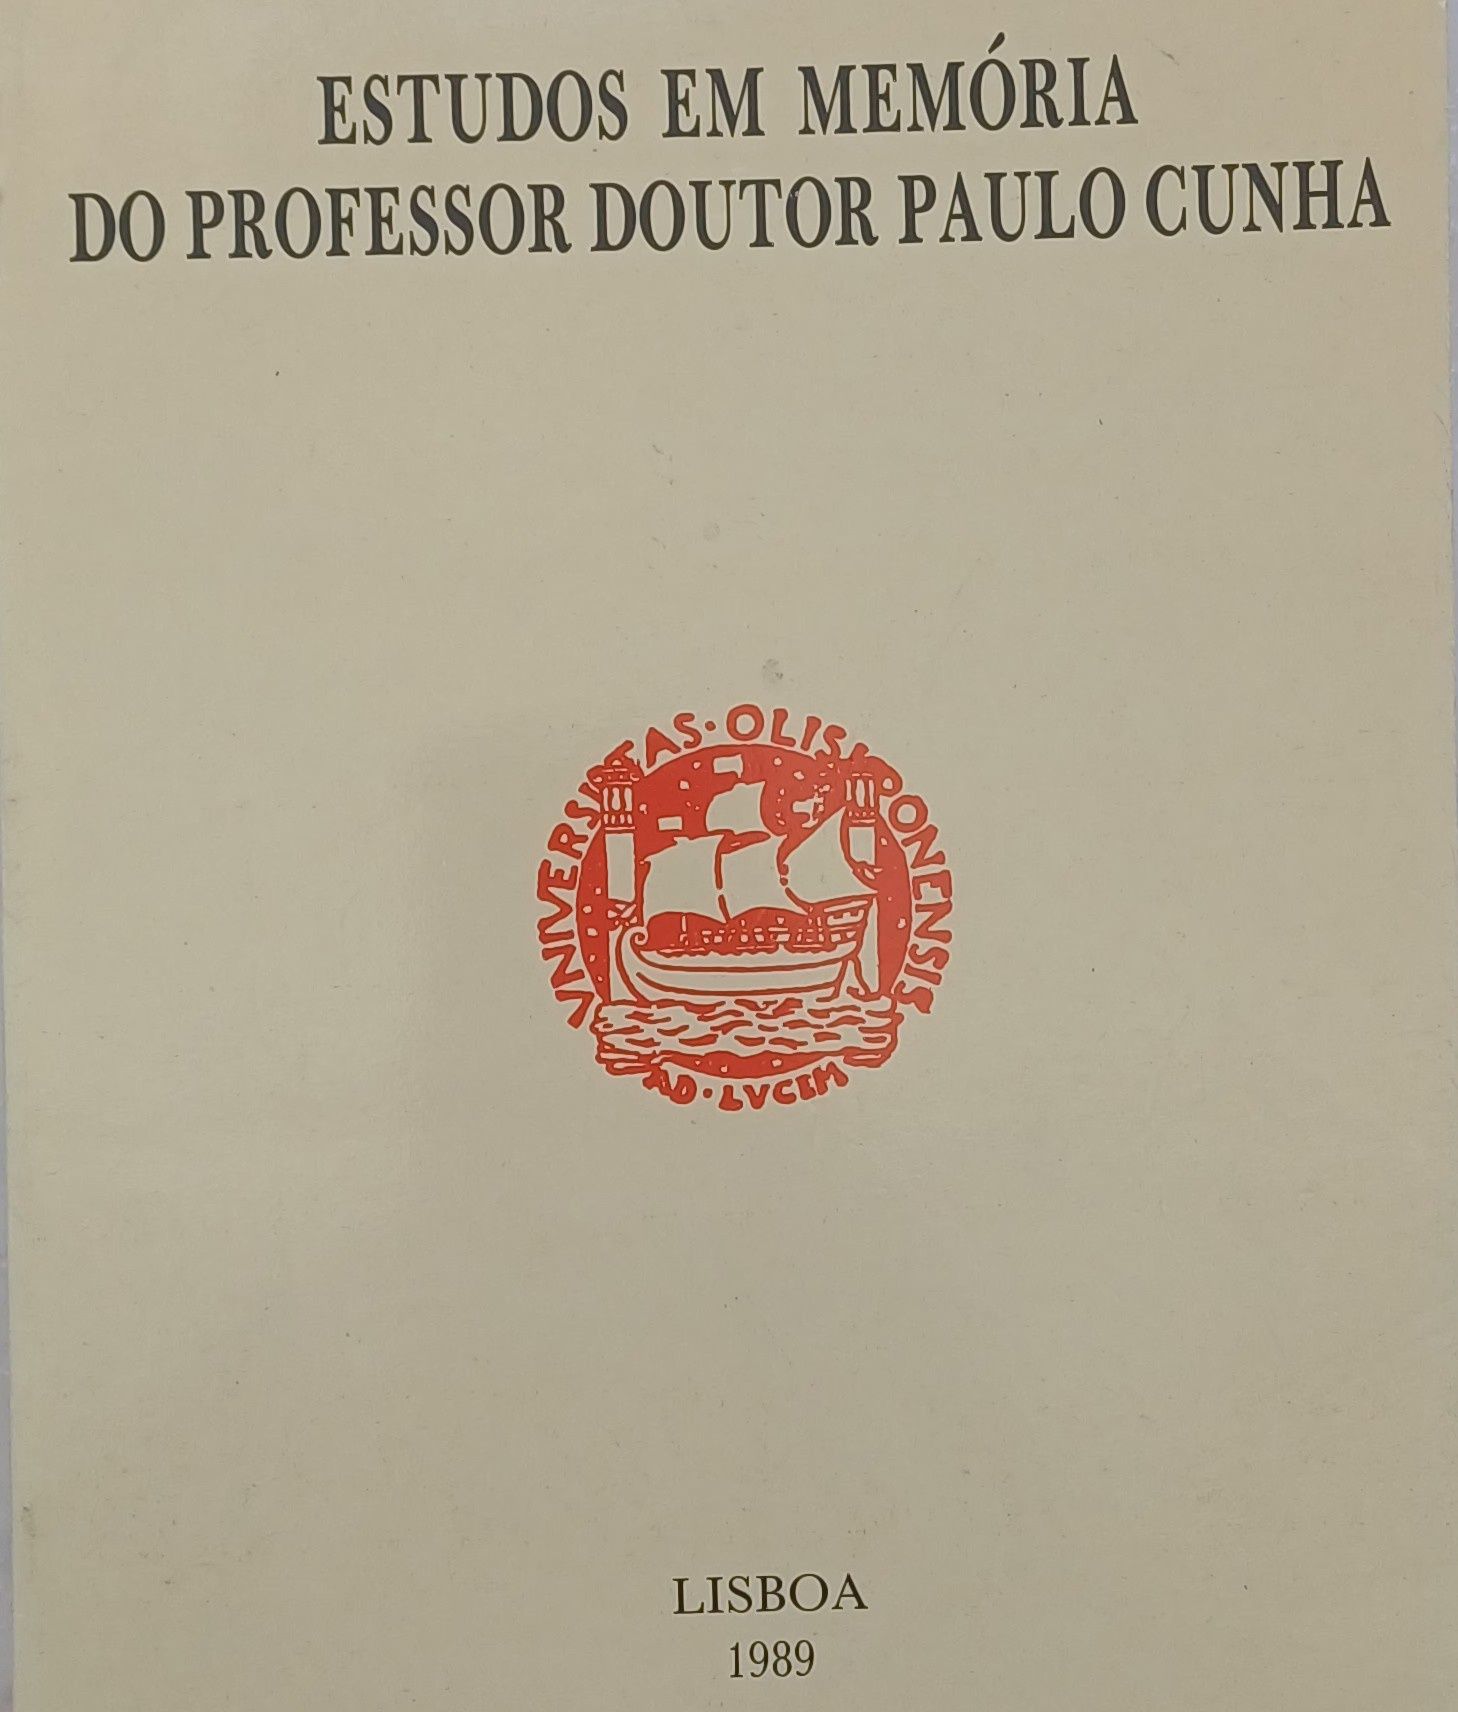 ESTUDOS EM MEMÓRIA
DO PROFESSOR DOUTOR PAULO CUNHA
VNIVERSITAS · OLISIPONENSIS
AD · LVCEM
LISBOA
1989